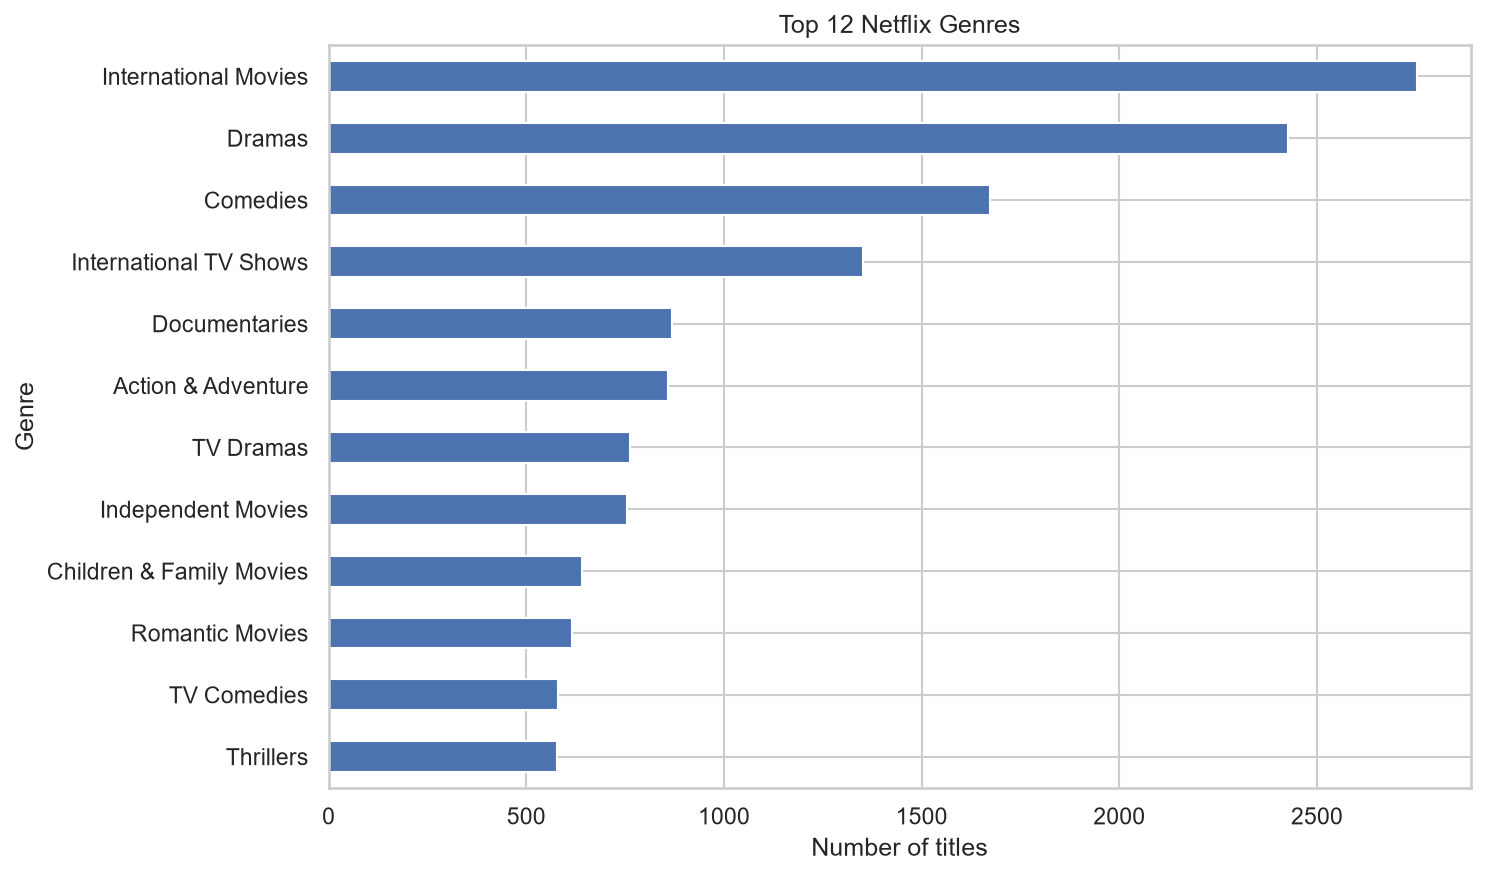 Top 12 Netflix Genres
International Movies
Dramas
Comedies
International TV Shows
Documentaries
Action & Adventure
TV Dramas
Independent Movies
Children & Family Movies
Romantic Movies
TV Comedies
Thrillers
Genre
0 500 1000 1500 2000 2500
Number of titles